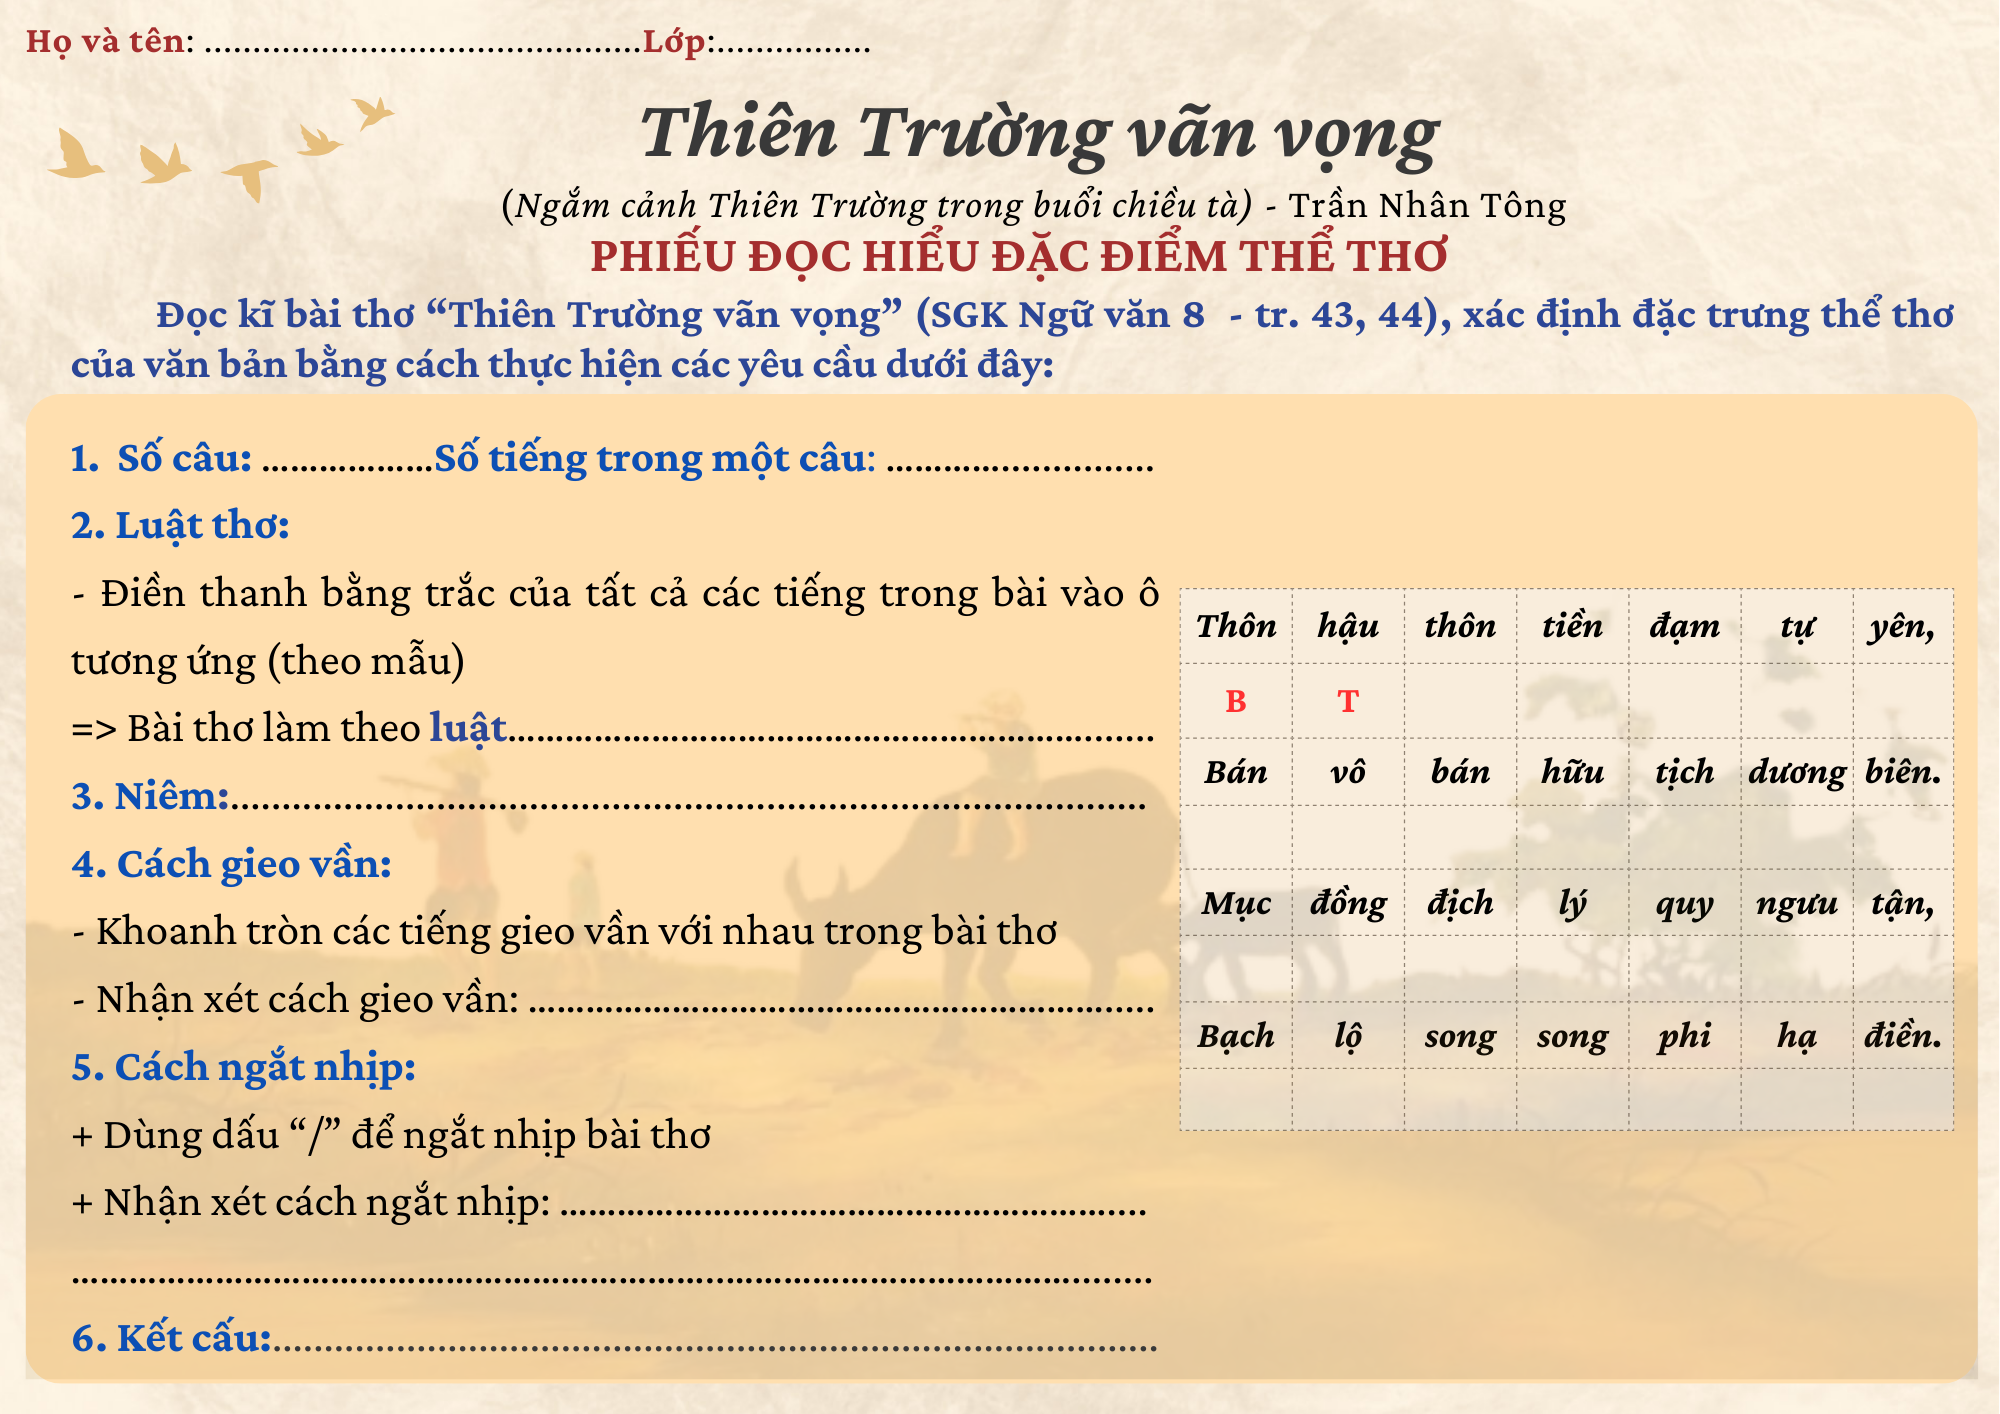 Họ và tên: ................................................Lớp:................
Thiên Trường vãn vọng
(Ngắm cảnh Thiên Trường trong buổi chiều tà) - Trần Nhân Tông
PHIẾU ĐỌC HIỂU ĐẶC ĐIỂM THỂ THƠ
Đọc kĩ bài thơ “Thiên Trường vãn vọng” (SGK Ngữ văn 8 - tr. 43, 44), xác định đặc trưng thể thơ
của văn bản bằng cách thực hiện các yêu cầu dưới đây:
1. Số câu: .................Số tiếng trong một câu: ..........................
2. Luật thơ:
- Điền thanh bằng trắc của tất cả các tiếng trong bài vào ô
tương ứng (theo mẫu)
=> Bài thơ làm theo luật................................................................
3. Niêm:..........................................................................................
4. Cách gieo vần:
- Khoanh tròn các tiếng gieo vần với nhau trong bài thơ
- Nhận xét cách gieo vần: .............................................................
5. Cách ngắt nhịp:
+ Dùng dấu “/” để ngắt nhịp bài thơ
+ Nhận xét cách ngắt nhịp: ..........................................................
..........................................................................................................
6. Kết cấu:......................................................................................
Thôn hậu thôn tiền đạm tự yên,
B T
Bán vô bán hữu tịch dương biên.
Mục đồng địch lý quy ngưu tận,
Bạch lộ song song phi hạ điền.